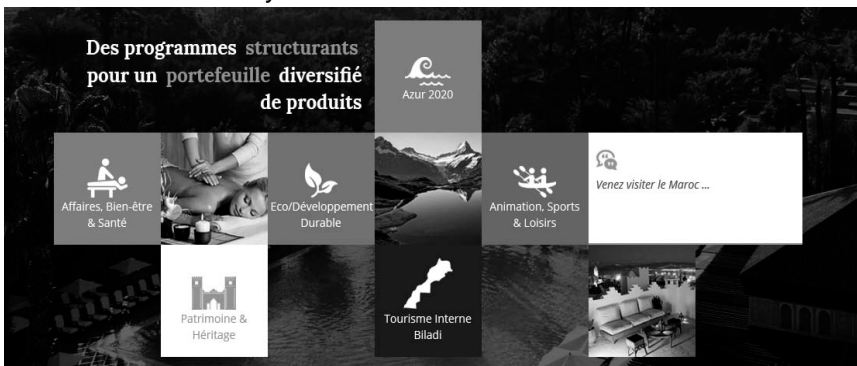 Des programmes structurants
pour un portefeuille diversifié
de produits
Azur 2020
Affaires, Bien-être
& Santé
Eco/Développement
Durable
Animation, Sports
& Loisirs
Venez visiter le Maroc ...
Patrimoine &
Héritage
Tourisme Interne
Biladi